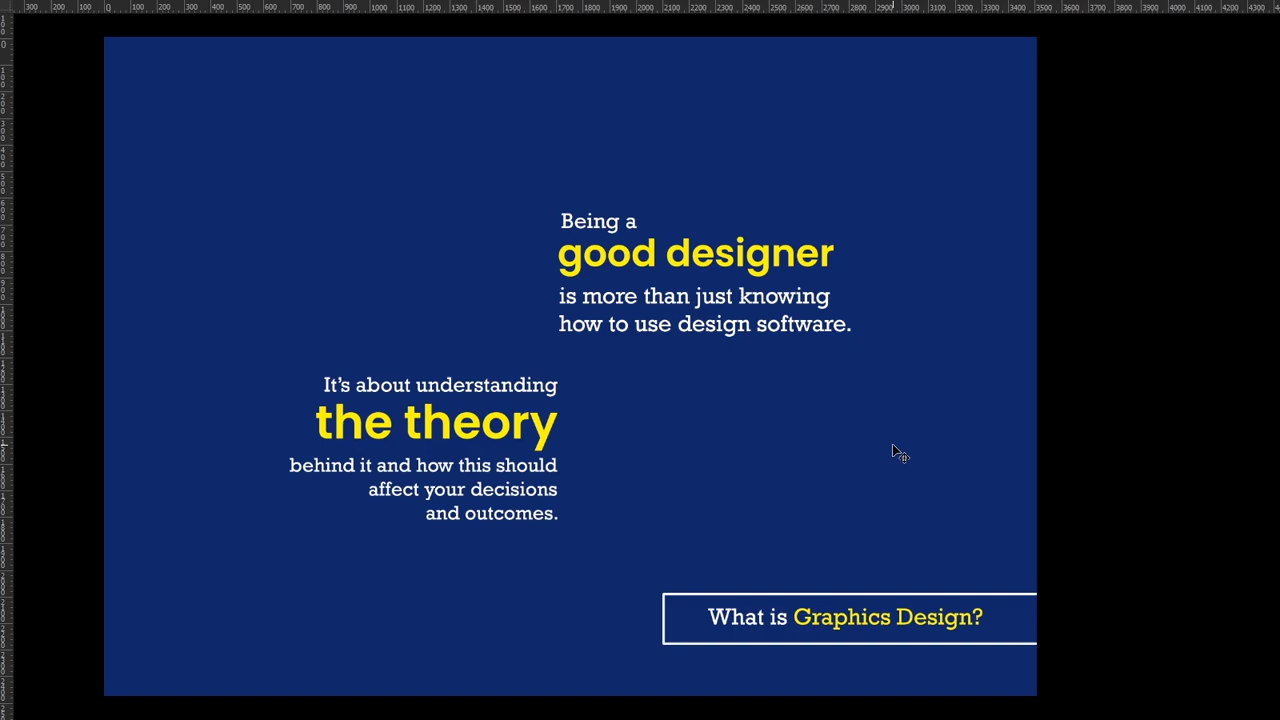 Being a
good designer
is more than just knowing
how to use design software.
It’s about understanding
the theory
behind it and how this should
affect your decisions
and outcomes.
What is Graphics Design?